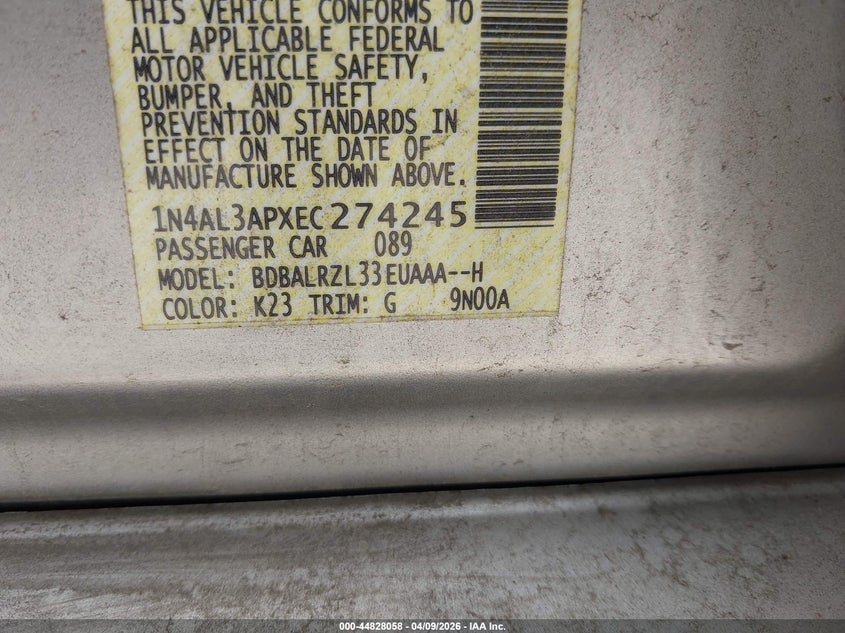 THIS VEHICLE CONFORMS TO
ALL APPLICABLE FEDERAL
MOTOR VEHICLE SAFETY,
BUMPER, AND THEFT
PREVENTION STANDARDS IN
EFFECT ON THE DATE OF
MANUFACTURE SHOWN ABOVE.
1N4AL3APXEC274245
PASSENGER CAR 089
MODEL: BDBALRZL33EUAAA--H
COLOR: K23 TRIM: G 9N00A
000-44828058 - 04/09/2026 - IAA Inc.